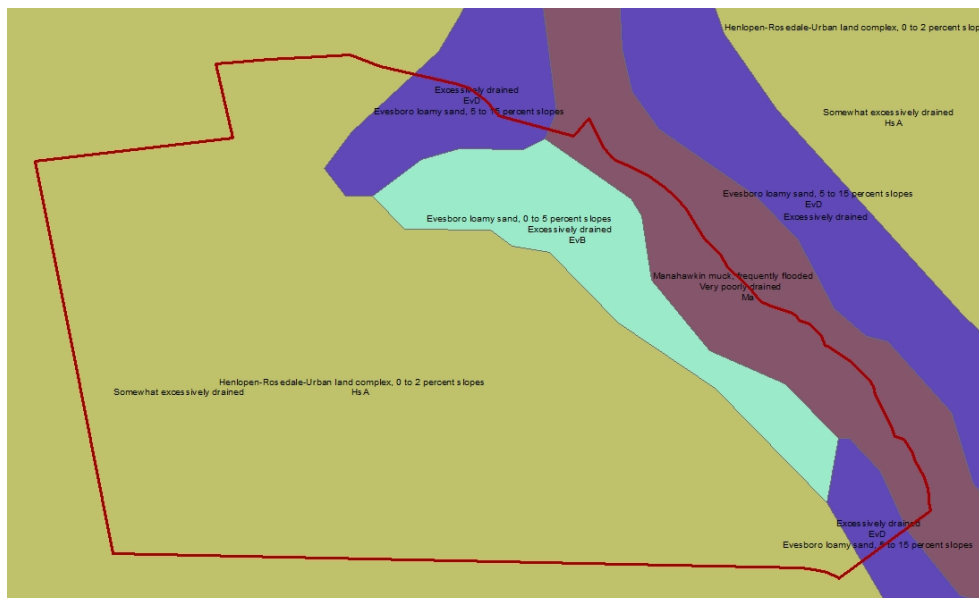 Henlopen-Rosedale-Urban land complex, 0 to 2 percent slop
Excessively drained
EvD
Evesboro loamy sand, 5 to 15 percent slopes
Somewhat excessively drained
HsA
Evesboro loamy sand, 5 to 15 percent slopes
EvD
Excessively drained
Evesboro loamy sand, 0 to 5 percent slopes
Excessively drained
EvB
Manahawkin muck, frequently flooded
Very poorly drained
Ma
Henlopen-Rosedale-Urban land complex, 0 to 2 percent slopes
Somewhat excessively drained
HsA
Excessively drained
EvD
Evesboro loamy sand, 5 to 15 percent slopes